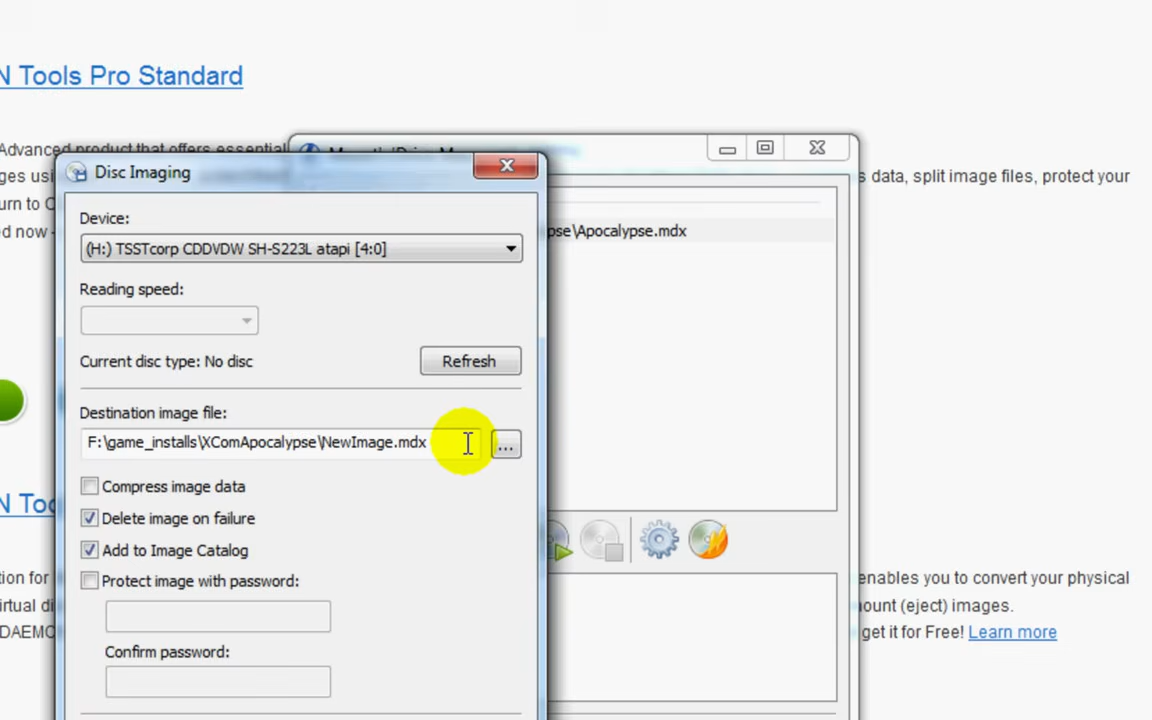 N Tools Pro Standard
Advanced product that offers essential
ges us
s data, split image files, protect your
urn to C
ed now -
Disc Imaging
Device:
(H:) TSSTcorp CDDVDW SH-S223L atapi [4:0]
pse\Apocalypse.mdx
Reading speed:
Current disc type: No disc
Refresh
Destination image file:
F:\game_installs\XComApocalypse\NewImage.mdx
...
Compress image data
N Too
Delete image on failure
Add to Image Catalog
Protect image with password:
tion for
enables you to convert your physical
irtual di
ount (eject) images.
DAEMO
get it for Free! Learn more
Confirm password: